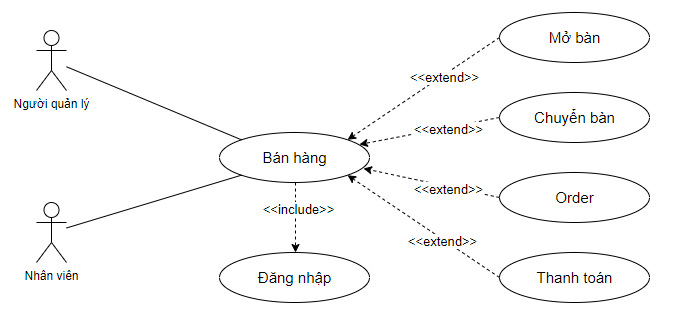 Mở bàn
<<extend>>
Người quản lý
Chuyển bàn
<<extend>>
Bán hàng
<<extend>>
Order
<<include>>
<<extend>>
Nhân viên
Đăng nhập
Thanh toán